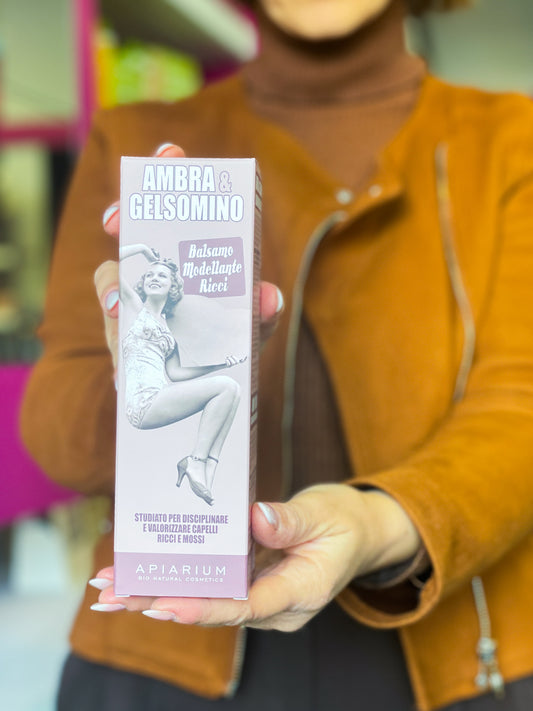 AMBRA &
GELSOMINO
Balsamo
Modellante
Ricci
STUDIATO PER DISCIPLINARE
E VALORIZZARE CAPELLI
RICCI E MOSSI
APIARIUM
BIO NATURAL COSMETICS